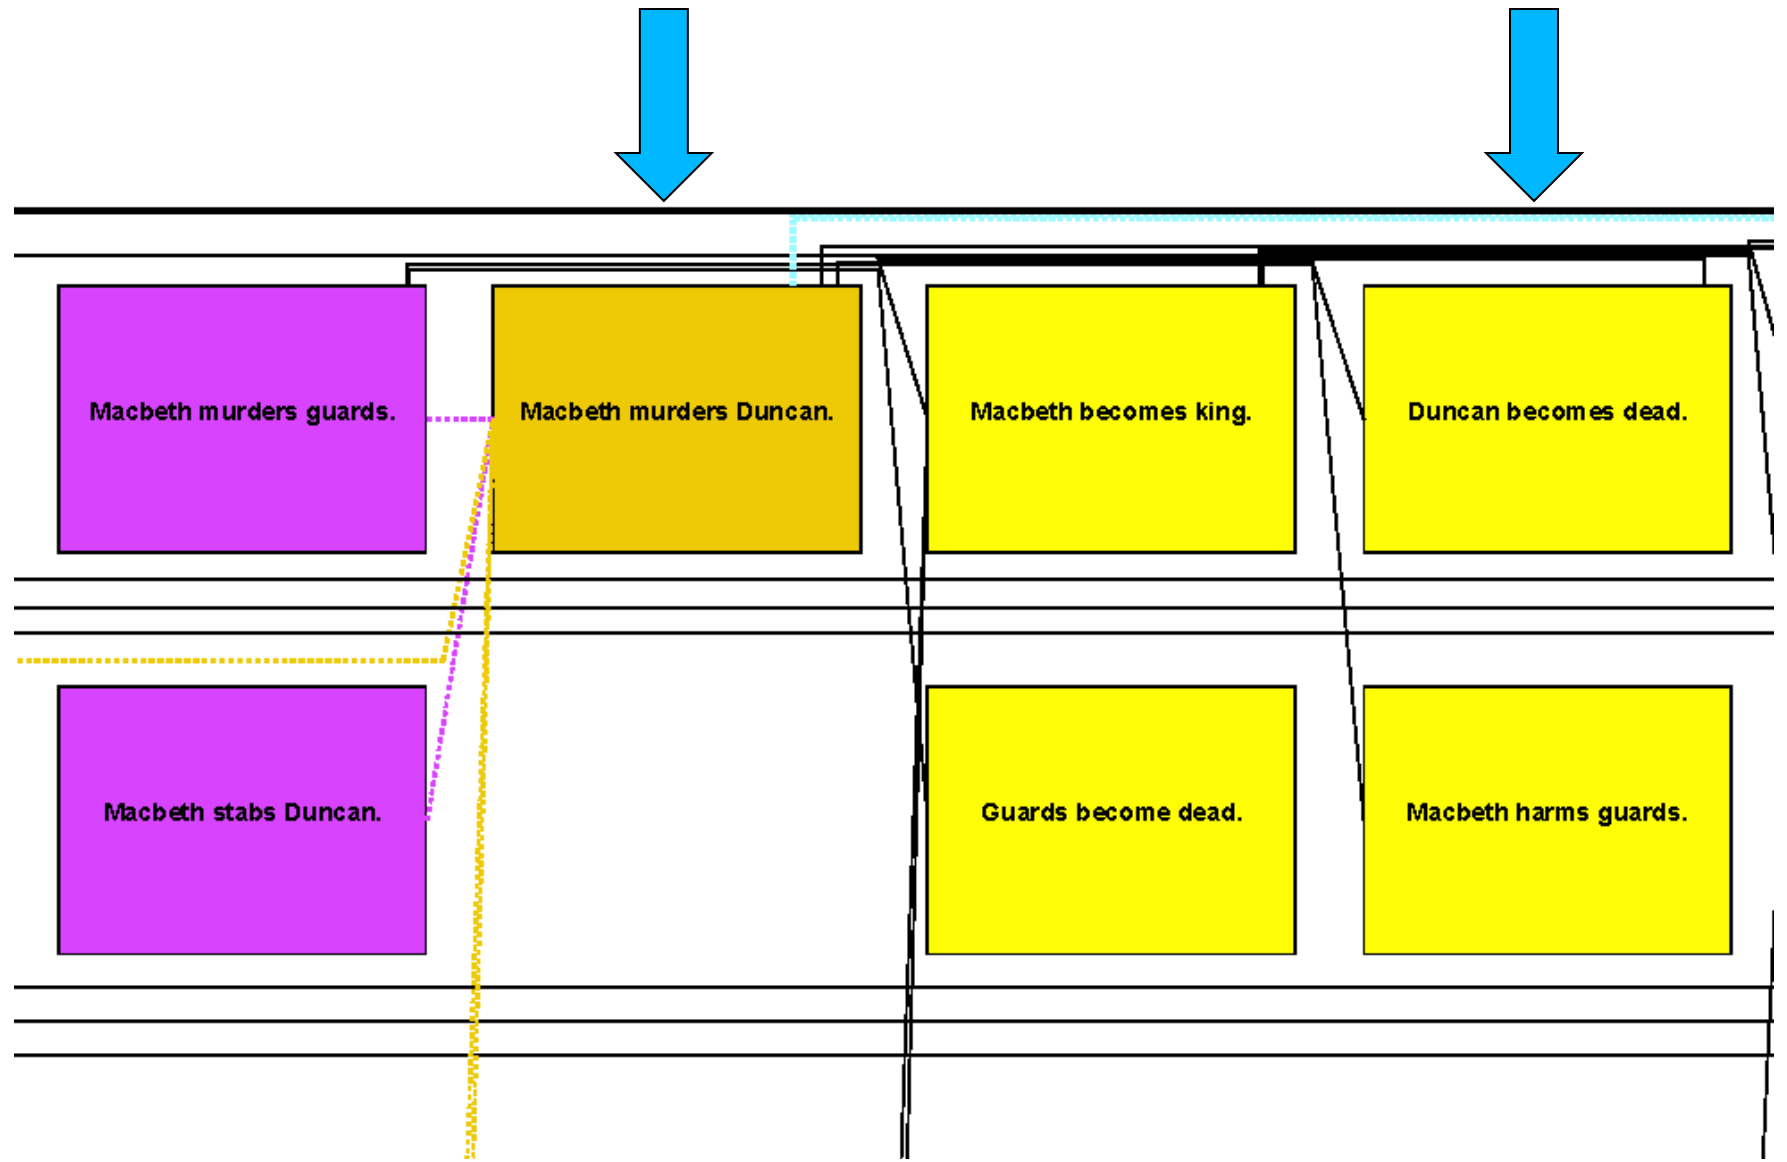 Macbeth murders guards.
Macbeth murders Duncan.
Macbeth becomes king.
Duncan becomes dead.
Macbeth stabs Duncan.
Guards become dead.
Macbeth harms guards.